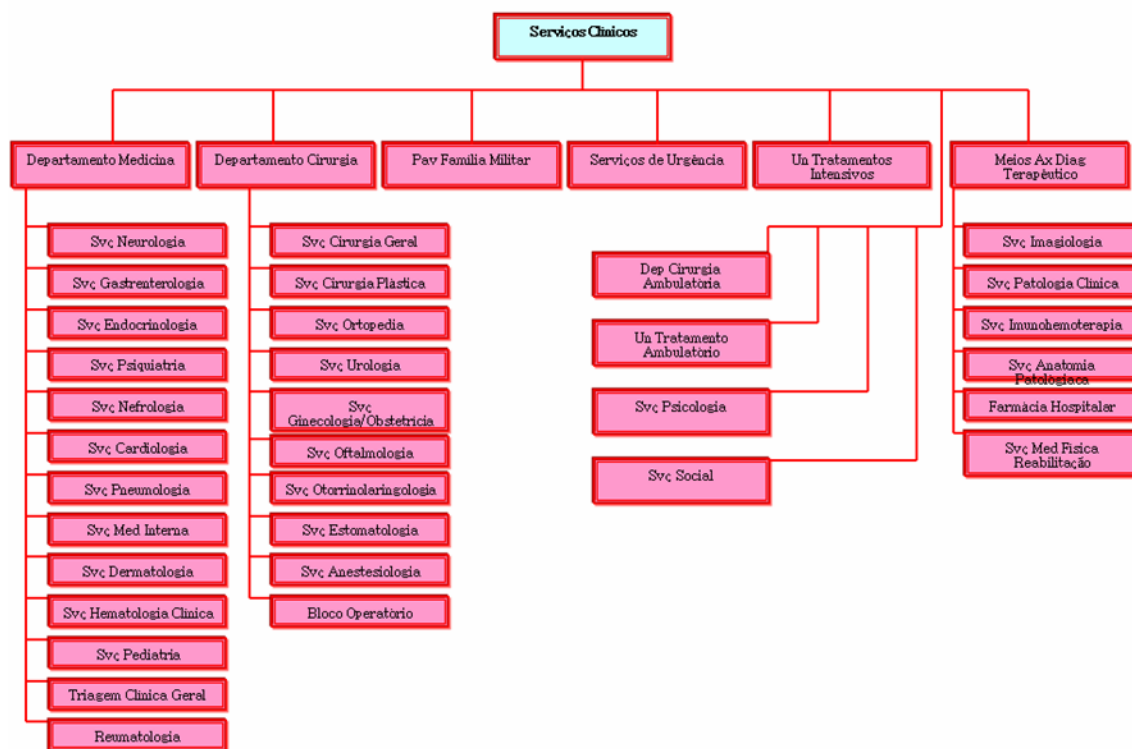 Serviços Clínicos
Departamento Medicina
Departamento Cirurgia
Pav Família Militar
Serviços de Urgência
Un Tratamentos
Intensivos
Meios Ax Diag
Terapêutico
Svç Neurologia
Svç Gastrenterologia
Svç Endocrinologia
Svç Psiquiatria
Svç Nefrologia
Svç Cardiologia
Svç Pneumologia
Svç Med Interna
Svç Dermatologia
Svç Hematologia Clínica
Svç Pediatria
Triagem Clínica Geral
Reumatologia
Svç Cirurgia Geral
Svç Cirurgia Plástica
Svç Ortopedia
Svç Urologia
Svç
Ginecologia/Obstetrícia
Svç Oftalmologia
Svç Otorrinolaringologia
Svç Estomatologia
Svç Anestesiologia
Bloco Operatório
Dep Cirurgia
Ambulatória
Un Tratamento
Ambulatório
Svç Psicologia
Svç Social
Svç Imagiologia
Svç Patologia Clínica
Svç Imunohemoterapia
Svç Anatomia
Patológiaca
Farmácia Hospitalar
Svç Med Física
Reabilitação